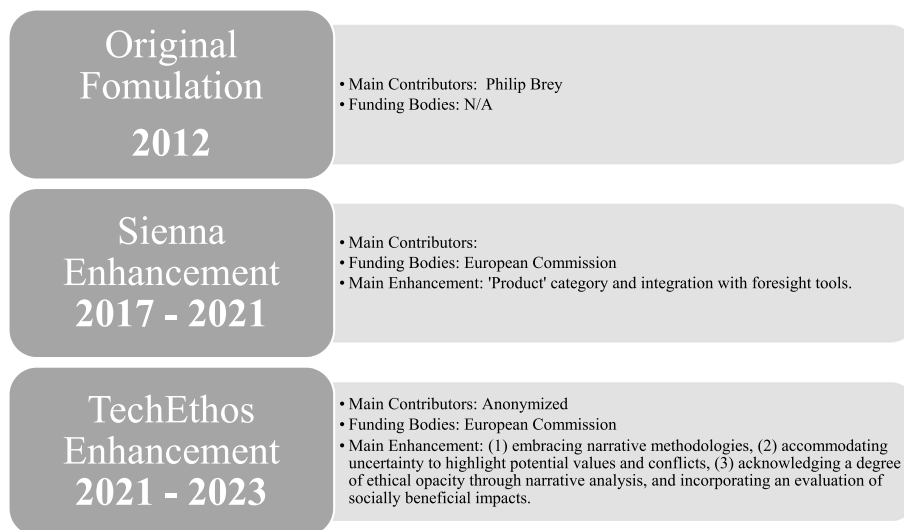 Original
Fomulation
2012
• Main Contributors:  Philip Brey
• Funding Bodies: N/A
Sienna
Enhancement
2017 - 2021
• Main Contributors:
• Funding Bodies: European Commission
• Main Enhancement: 'Product' category and integration with foresight tools.
TechEthos
Enhancement
2021 - 2023
• Main Contributors: Anonymized
• Funding Bodies: European Commission
• Main Enhancement: (1) embracing narrative methodologies, (2) accommodating
uncertainty to highlight potential values and conflicts, (3) acknowledging a degree
of ethical opacity through narrative analysis, and incorporating an evaluation of
socially beneficial impacts.